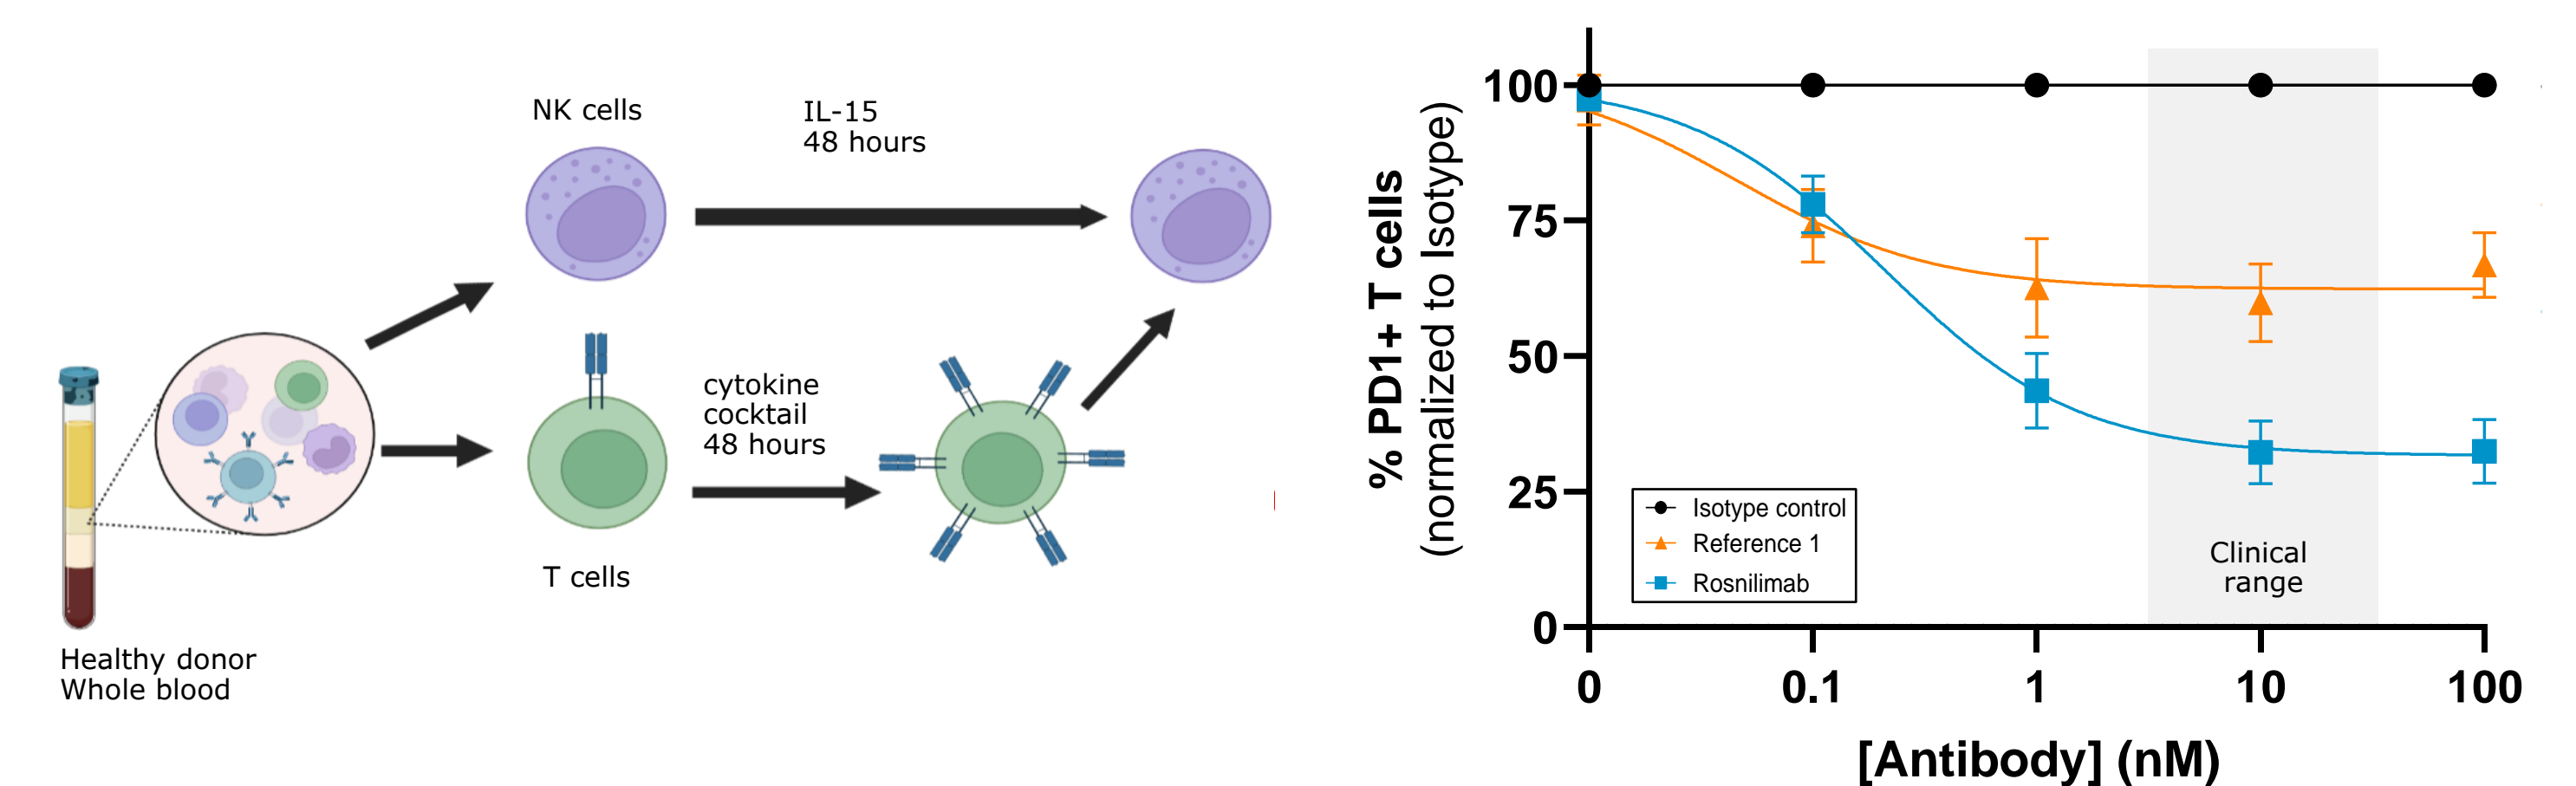 NK cells
IL-15
48 hours
cytokine
cocktail
48 hours
T cells
Healthy donor
Whole blood
% PD1+ T cells
(normalized to Isotype)
100
75
50
25
0
Isotype control
Reference 1
Rosnilimab
Clinical
range
0
0.1
1
10
100
[Antibody] (nM)